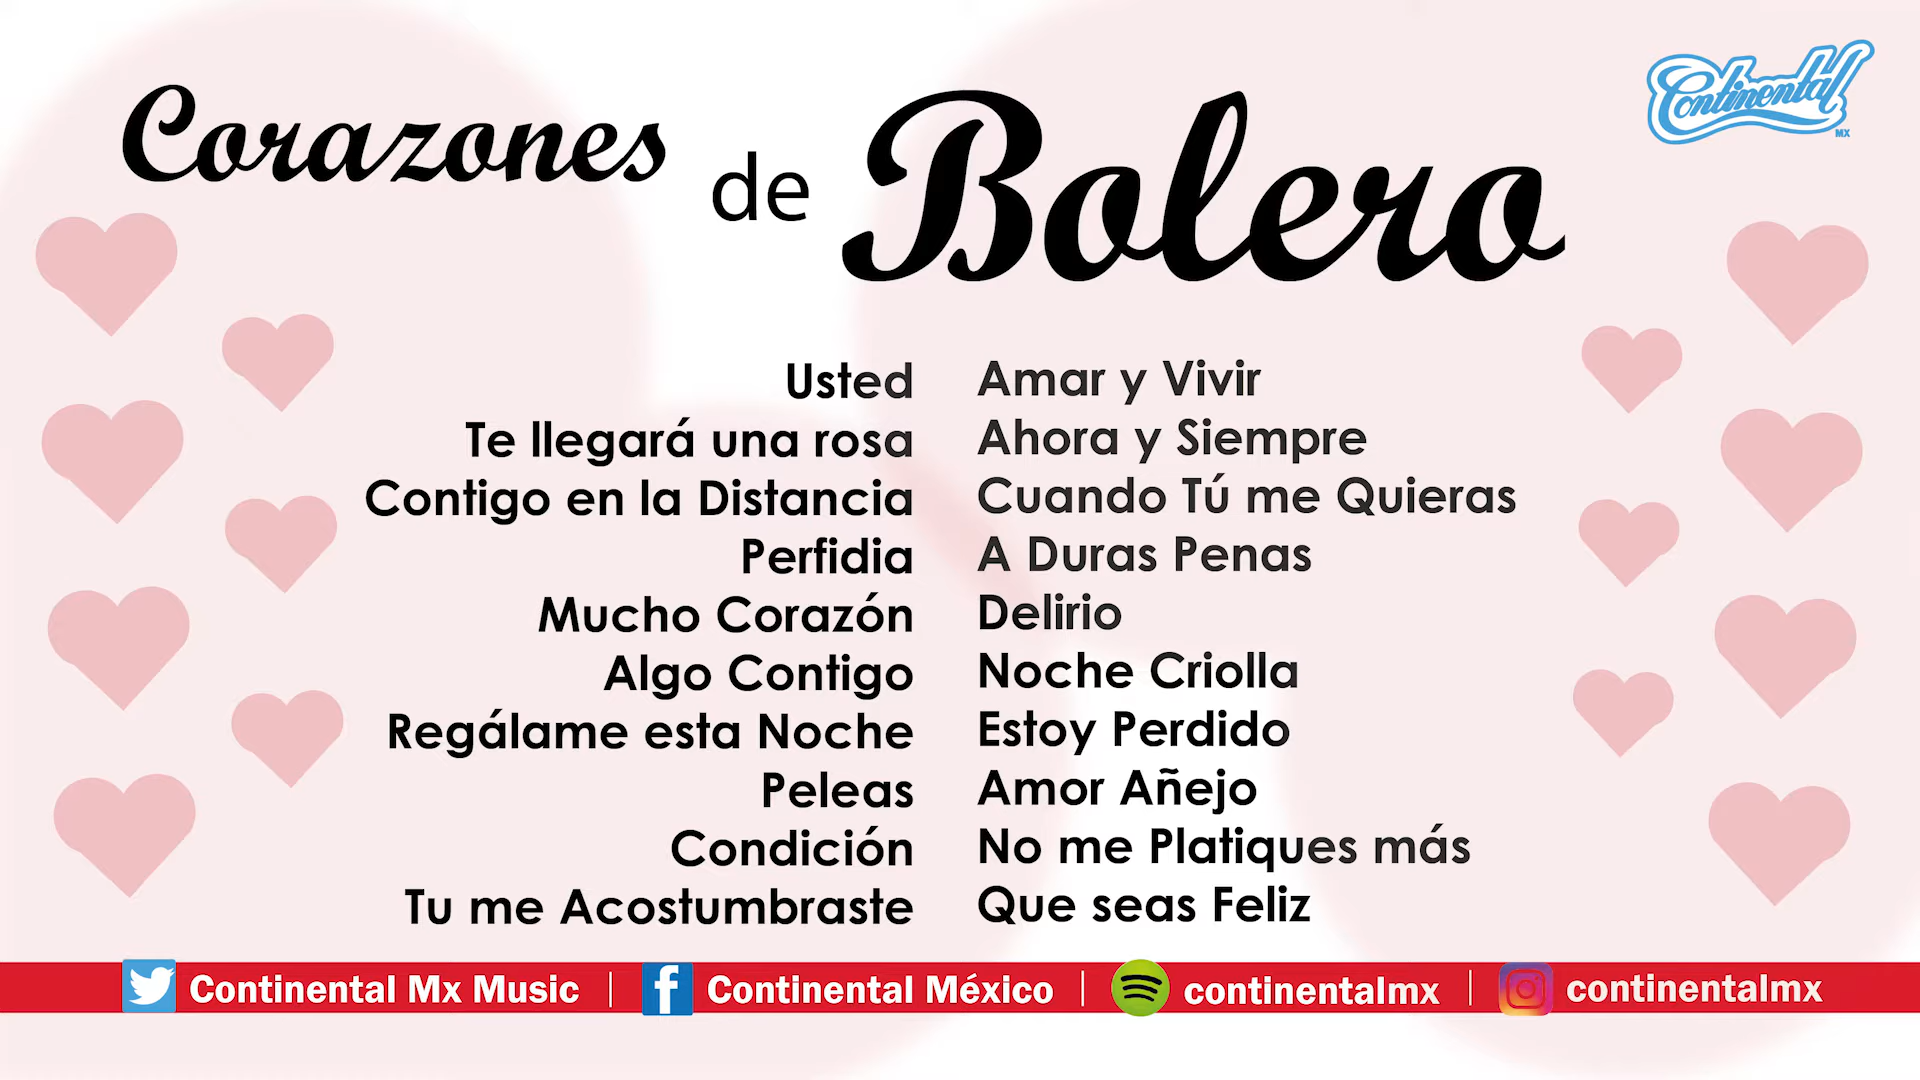 Corazones de Bolero
Continental
MX
Usted
Te llegará una rosa
Contigo en la Distancia
Perfidia
Mucho Corazón
Algo Contigo
Regálame esta Noche
Peleas
Condición
Tu me Acostumbraste
Amar y Vivir
Ahora y Siempre
Cuando Tú me Quieras
A Duras Penas
Delirio
Noche Criolla
Estoy Perdido
Amor Añejo
No me Platiques más
Que seas Feliz
Continental Mx Music | Continental México | continentalmx | continentalmx